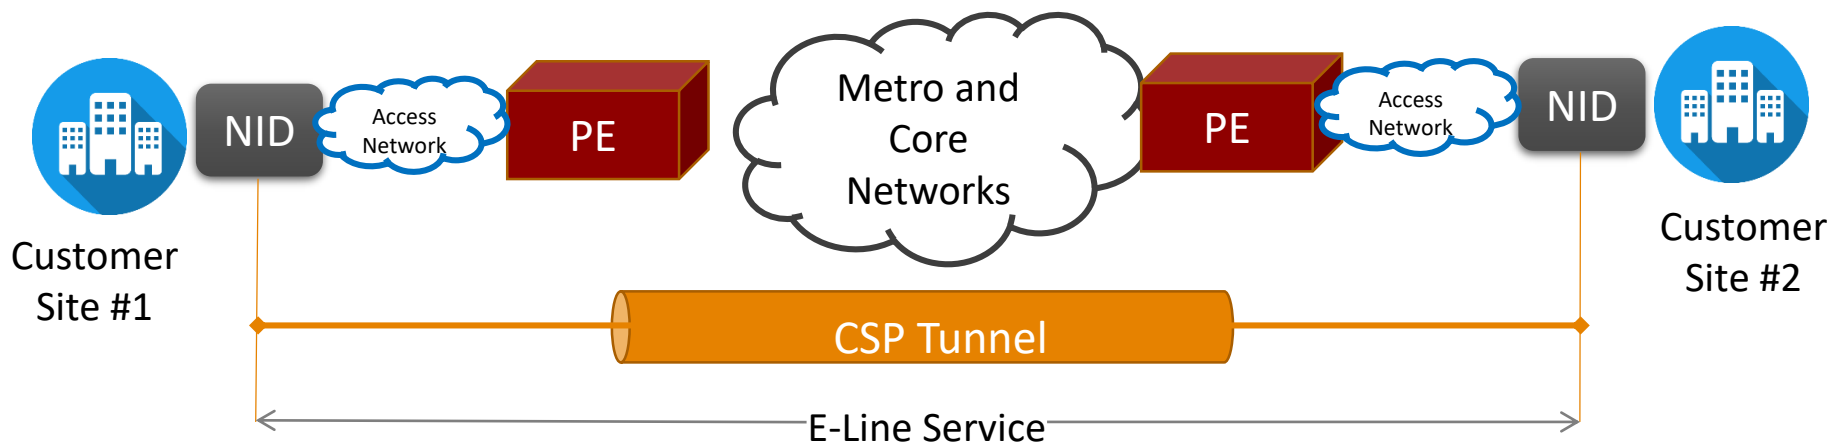 Customer
Site #1
NID
Access
Network
PE
Metro and
Core
Networks
PE
Access
Network
NID
Customer
Site #2
CSP Tunnel
E-Line Service